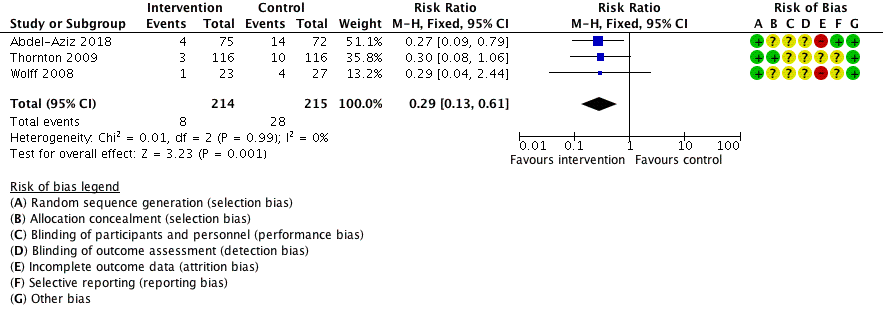 Intervention Control Risk Ratio Risk Ratio Risk of Bias
Study or Subgroup Events Total Events Total Weight M-H, Fixed, 95% CI M-H, Fixed, 95% CI A B C D E F G
Abdel-Aziz 2018 4 75 14 72 51.1% 0.27 [0.09, 0.79] + ? ? ? - + +
Thornton 2009 3 116 10 116 35.8% 0.30 [0.08, 1.06] + + ? ? - ? +
Wolff 2008 1 23 4 27 13.2% 0.29 [0.04, 2.44] + ? ? ? - ? +
Total (95% CI) 214 215 100.0% 0.29 [0.13, 0.61]
Total events 8 28
Heterogeneity: Chi² = 0.01, df = 2 (P = 0.99); I² = 0%
Test for overall effect: Z = 3.23 (P = 0.001)
0.01 0.1 1 10 100
Favours intervention Favours control
Risk of bias legend
(A) Random sequence generation (selection bias)
(B) Allocation concealment (selection bias)
(C) Blinding of participants and personnel (performance bias)
(D) Blinding of outcome assessment (detection bias)
(E) Incomplete outcome data (attrition bias)
(F) Selective reporting (reporting bias)
(G) Other bias